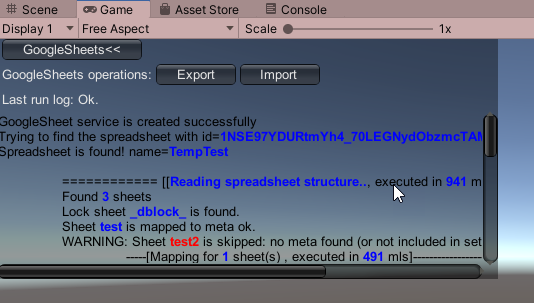 Scene Game Asset Store Console
Display 1 Free Aspect Scale 1x
GoogleSheets<<
GoogleSheets operations: Export Import
Last run log: Ok.
GoogleSheet service is created successfully
Trying to find the spreadsheet with id=1NSE97YDURtmYh4_70LEGNydObzmcTAM
Spreadsheet is found! name=TempTest
============ [[Reading spreadsheet structure.., executed in 941 m
Found 3 sheets
Lock sheet _dblock_ is found.
Sheet test is mapped to meta ok.
WARNING: Sheet test2 is skipped: no meta found (or not included in set
-----[Mapping for 1 sheet(s) , executed in 491 mls]-----------------